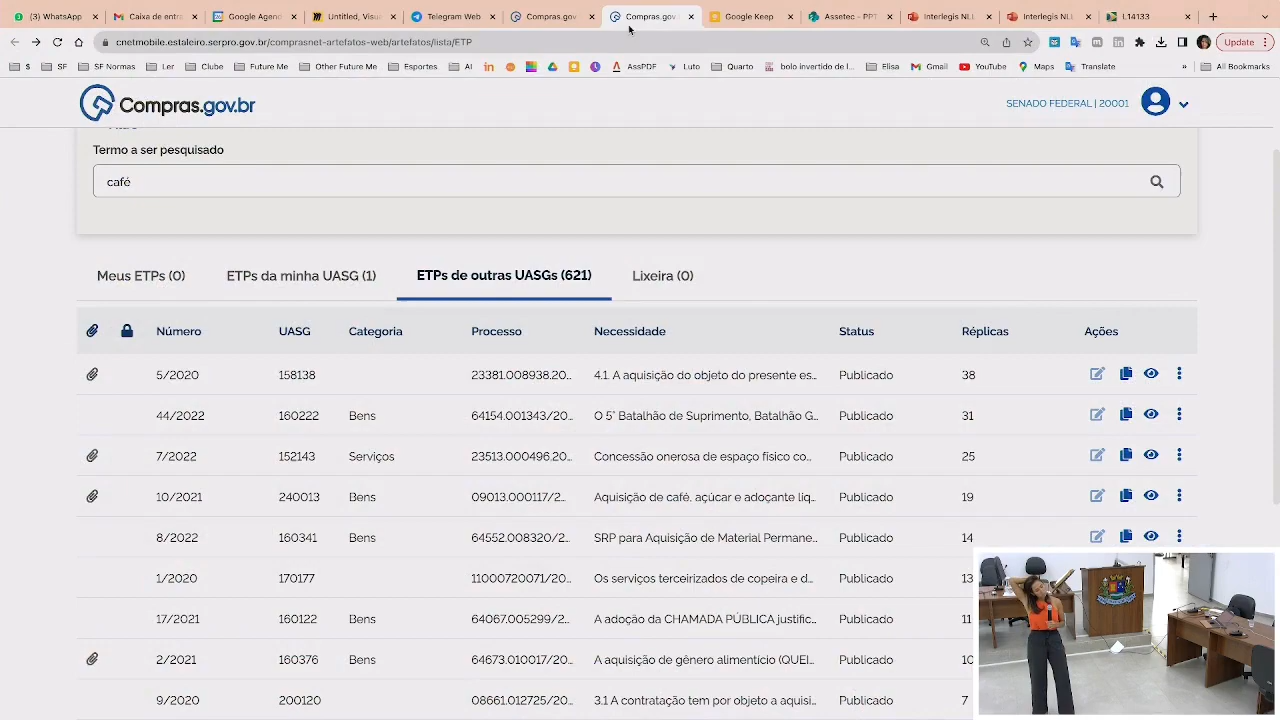 (53) WhatsApp
Caixa de entra
Google Agend
Untitled, Visua
Telegram Web
Compras.gov
Compras.gov
Google Keep
Assetec - PPT
Interlegis NLL
Interlegis NLL
L14133
cnetmobile.estaleiro.serpro.gov.br/comprasnet-artefatos-web/artefatos/lista/ETP
Update
$
SF
SF Normas
Ler
Clube
Future Me
Other Future Me
Esportes
AI
AssPDF
Luto
Quarto
bolo invertido de l...
Elisa
Gmail
YouTube
Maps
Translate
»
All Bookmarks
Compras.gov.br
SENADO FEDERAL | 20001
Termo a ser pesquisado
café
Meus ETPs (0) ETPs da minha UASG (1) ETPs de outras UASGs (621) Lixeira (0)
Número UASG Categoria Processo Necessidade Status Réplicas Ações
5/2020 158138 23381.008938.20... 4.1. A aquisição do objeto do presente es... Publicado 38
44/2022 160222 Bens 64154.001343/20... O 5° Batalhão de Suprimento, Batalhão G... Publicado 31
7/2022 152143 Serviços 23513.000496.20... Concessão onerosa de espaço físico co... Publicado 25
10/2021 240013 Bens 09013.000117/2... Aquisição de café, açúcar e adoçante líq... Publicado 19
8/2022 160341 Bens 64552.008320/2... SRP para Aquisição de Material Permane... Publicado 14
1/2020 170177 11000720071/20... Os serviços terceirizados de copeira e d... Publicado 13
17/2021 160122 64067.005299/2... A adoção da CHAMADA PÚBLICA justific... Publicado 11
2/2021 160376 Bens 64673.010017/20... A aquisição de gênero alimentício (QUEI... Publicado 10
9/2020 200120 08661.012725/20... 3.1 A contratação tem por objeto a aquisi... Publicado 7